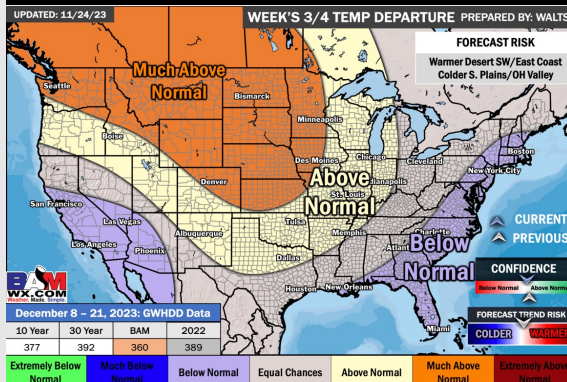 UPDATED: 11/24/23
WEEK'S 3/4 TEMP DEPARTURE PREPARED BY: WALTS
FORECAST RISK
Warmer Desert SW/East Coast
Colder S. Plains/OH Valley
Much Above
Normal
Seattle
Bismarck
Minneapolis
Boise
Boston
Des Moines
Chicago
Cleveland
New York City
Denver
Above
Normal
St. Louis
Indianapolis
San Francisco
Las Vegas
Tulsa
Memphis
Charlotte
Los Angeles
Albuquerque
Phoenix
Atlanta
Below
Normal
Dallas
Houston
New Orleans
Miami
CURRENT
PREVIOUS
CONFIDENCE
Below Normal
Above Norma
FORECAST TREND RISK
COLDER
WARMER
BAM
WX.COM
Weather. Made. Simple.
December 8 – 21, 2023: GWHDD Data
10 Year 30 Year BAM 2022
377 392 360 389
Extremely Below
Normal
Much Below
Normal
Below Normal
Equal Chances
Above Normal
Much Above
Normal
Extremely Above
Normal